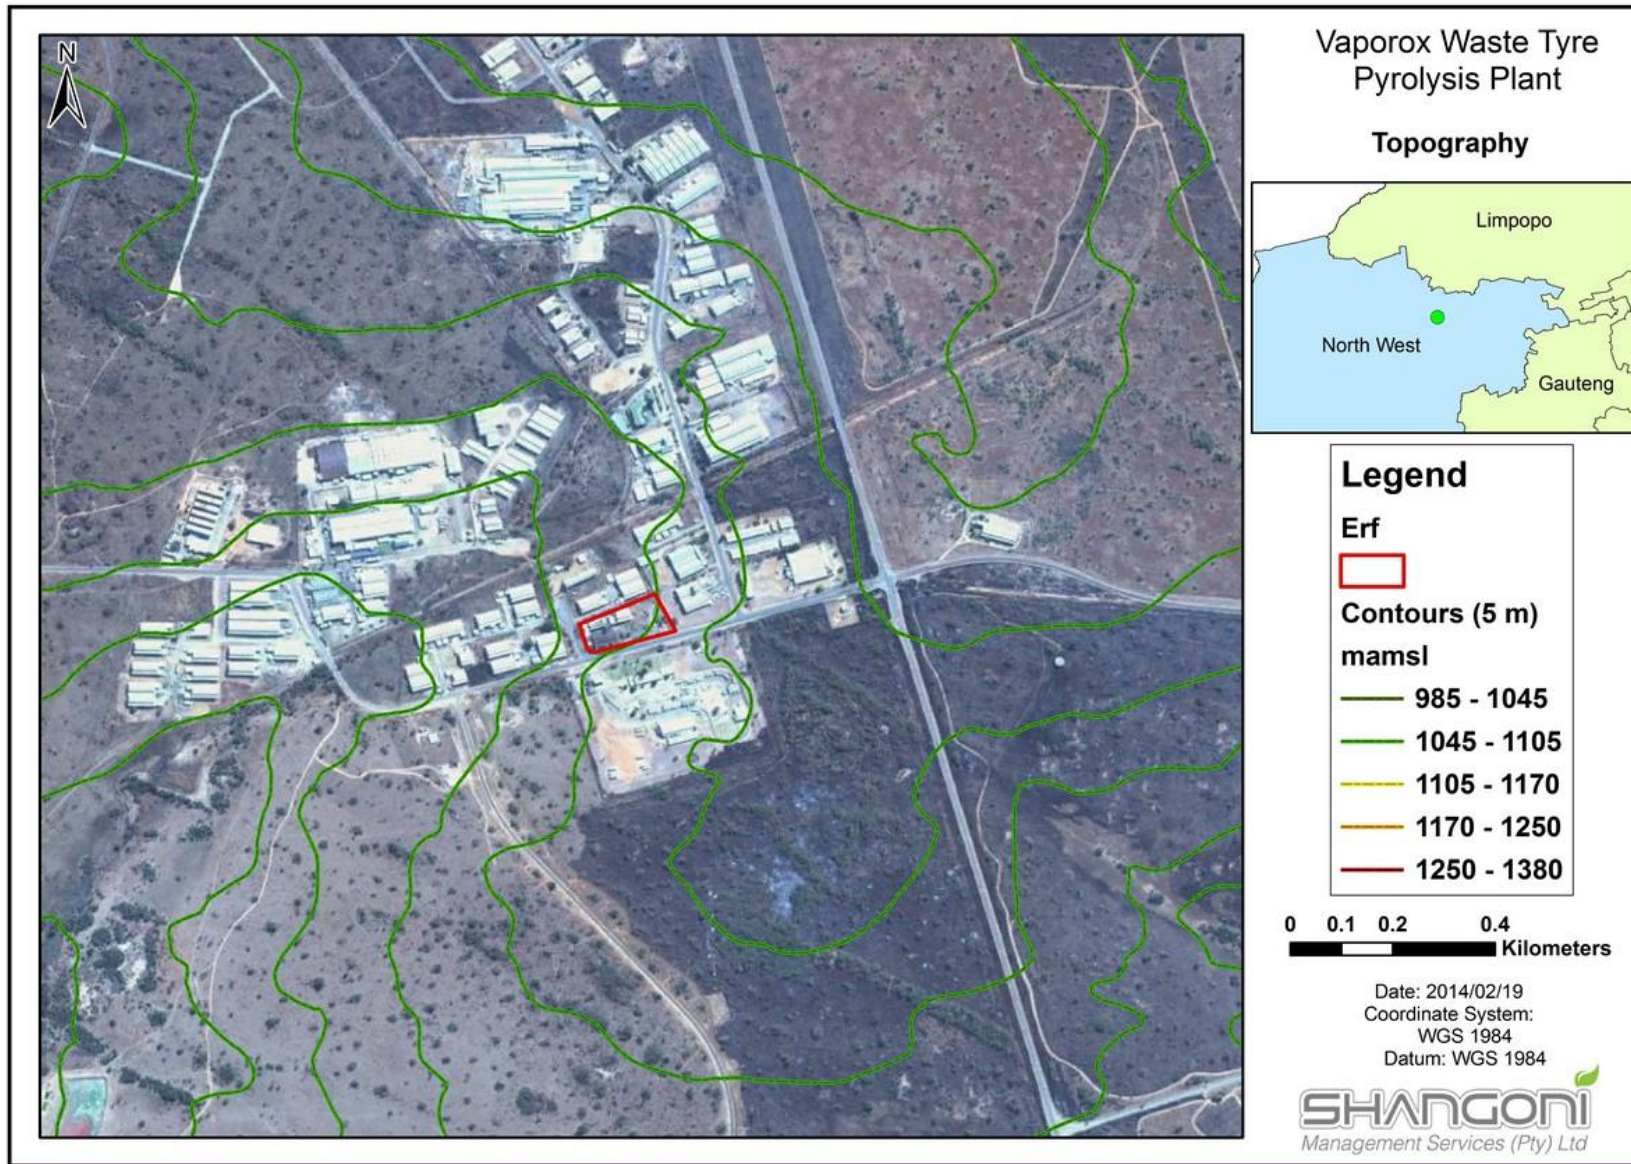 N
Vaporox Waste Tyre
Pyrolysis Plant
Topography
Limpopo
North West
Gauteng
Legend
Erf
Contours (5 m)
mamsl
985 - 1045
1045 - 1105
1105 - 1170
1170 - 1250
1250 - 1380
0 0.1 0.2 0.4
Kilometers
Date: 2014/02/19
Coordinate System:
WGS 1984
Datum: WGS 1984
SHANGONI
Management Services (Pty) Ltd